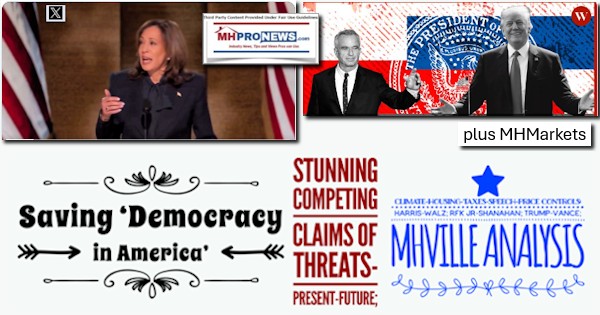 X
Third Party Content Provided Under Fair Use Guidelines.
MHPRONEWS.com
Industry News, Tips and Views Pros can Use
THE PRESIDENT OF
W
plus MHMarkets
Saving 'Democracy
in America'
STUNNING
COMPETING
CLAIMS OF
THREATS-
PRESENT-FUTURE;
CLIMATE-HOUSING-TAXES-SPEECH-PRICE CONTROLS:
HARRIS-WALZ; RFK JR-SHANAHAN; TRUMP-VANCE;
MHVILLE ANALYSIS